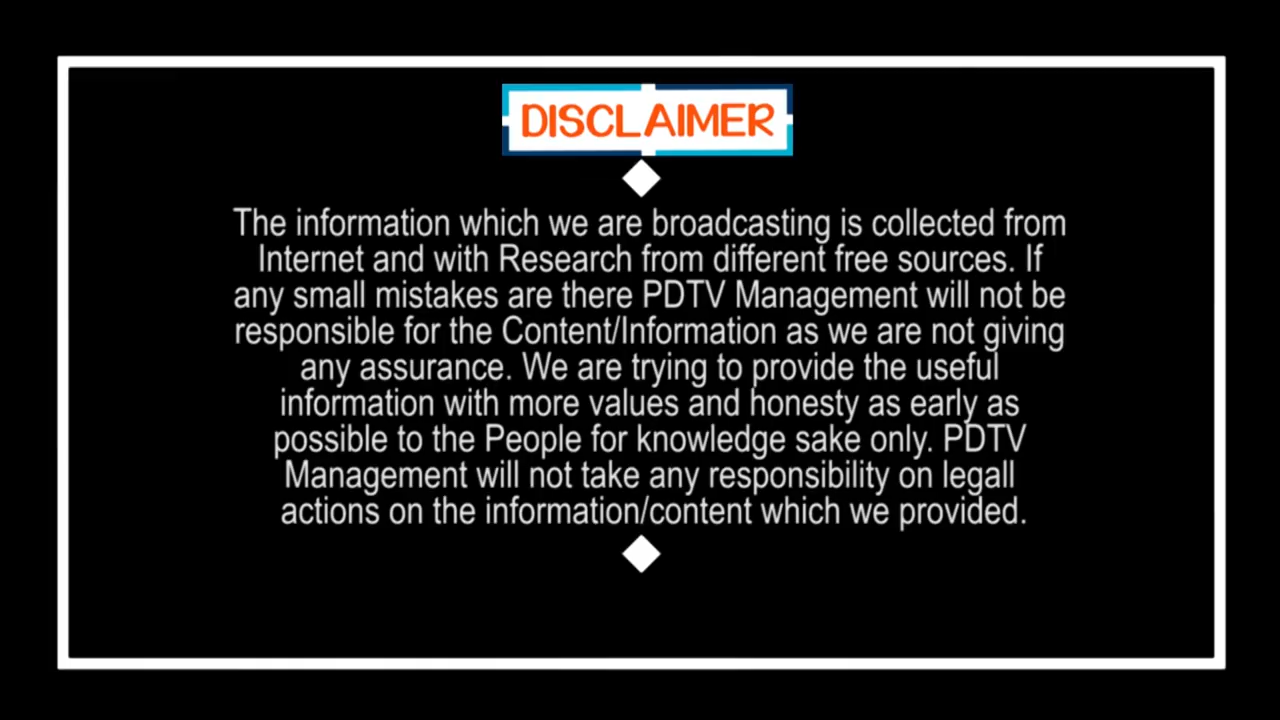 DISCLAIMER
The information which we are broadcasting is collected from
Internet and with Research from different free sources. If
any small mistakes are there PDTV Management will not be
responsible for the Content/Information as we are not giving
any assurance. We are trying to provide the useful
information with more values and honesty as early as
possible to the People for knowledge sake only. PDTV
Management will not take any responsibility on legall
actions on the information/content which we provided.